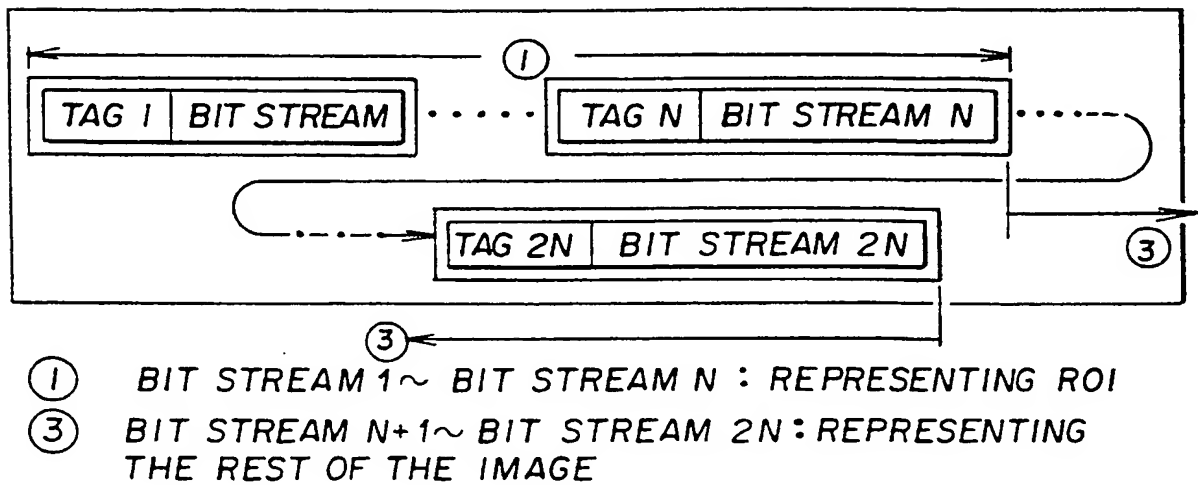 ①
TAG 1 BIT STREAM ..... TAG N BIT STREAM N
TAG 2N BIT STREAM 2N
③
③
① BIT STREAM 1~ BIT STREAM N : REPRESENTING ROI
③ BIT STREAM N+1~ BIT STREAM 2N : REPRESENTING
THE REST OF THE IMAGE